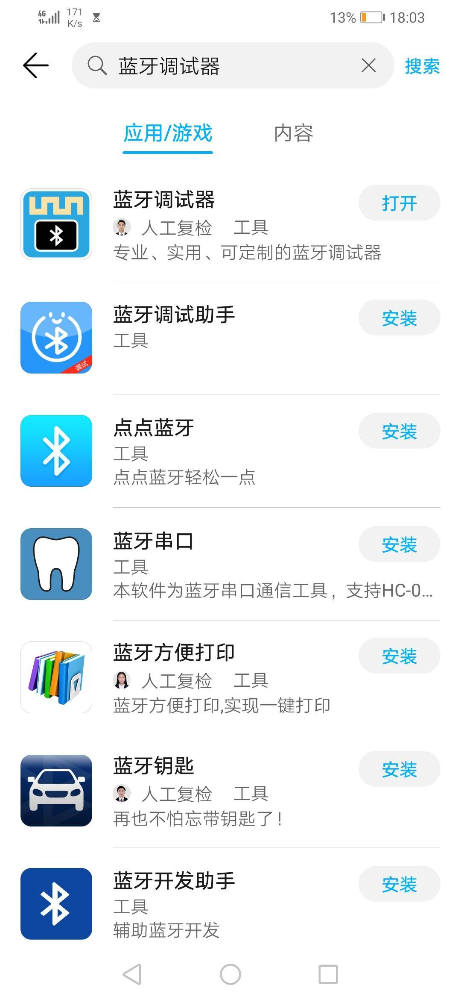 4G 171 K/s 13% 18:03
蓝牙调试器 搜索
应用/游戏 内容
蓝牙调试器 打开
人工复检 工具
专业、实用、可定制的蓝牙调试器
蓝牙调试助手 安装
工具
调试
点点蓝牙 安装
工具
点点蓝牙轻松一点
蓝牙串口 安装
工具
本软件为蓝牙串口通信工具，支持HC-0...
蓝牙方便打印 安装
人工复检 工具
蓝牙方便打印,实现一键打印
蓝牙钥匙 安装
人工复检 工具
再也不怕忘带钥匙了！
蓝牙开发助手 安装
工具
辅助蓝牙开发